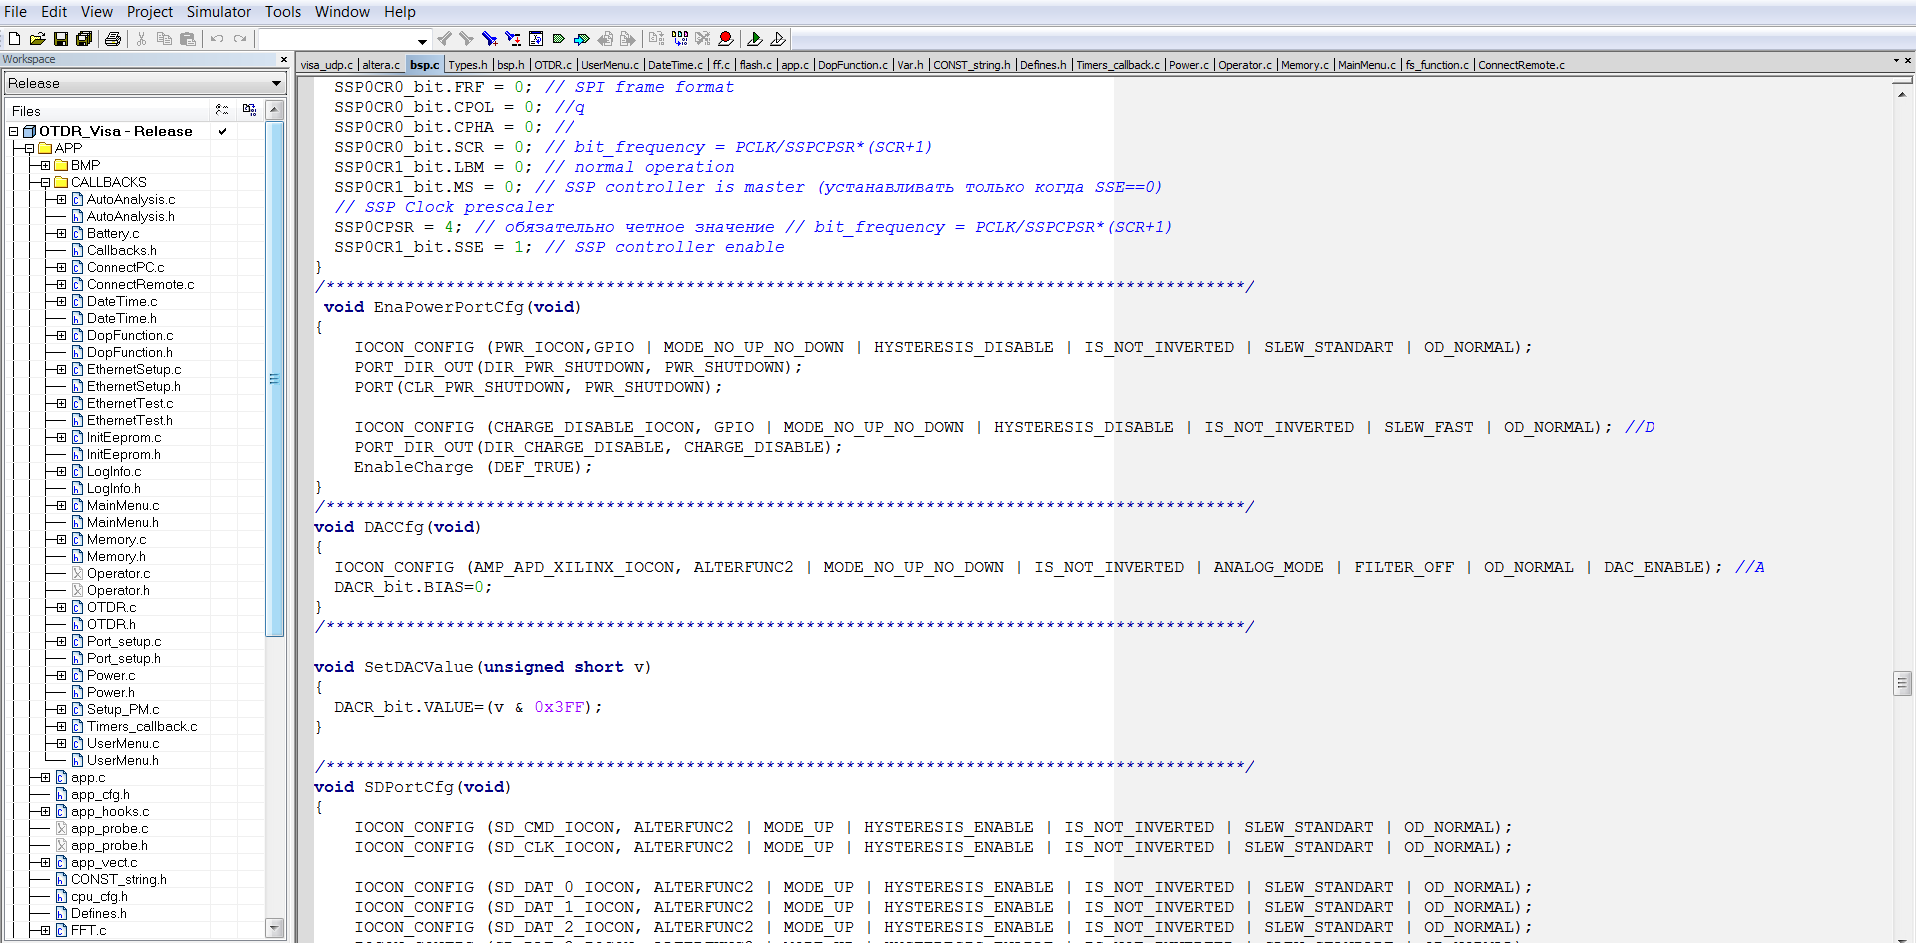 File Edit View Project Simulator Tools Window Help
Workspace
Release
Files
OTDR_Visa - Release
APP
BMP
CALLBACKS
AutoAnalysis.c
AutoAnalysis.h
Battery.c
Callbacks.h
ConnectPC.c
ConnectRemote.c
DateTime.c
DateTime.h
DopFunction.c
DopFunction.h
EthernetSetup.c
EthernetSetup.h
EthernetTest.c
EthernetTest.h
InitEeprom.c
InitEeprom.h
LogInfo.c
LogInfo.h
MainMenu.c
MainMenu.h
Memory.c
Memory.h
Operator.c
Operator.h
OTDR.c
OTDR.h
Port_setup.c
Port_setup.h
Power.c
Power.h
Setup_PM.c
Timers_callback.c
UserMenu.c
UserMenu.h
app.c
app_cfg.h
app_hooks.c
app_probe.c
app_probe.h
app_vect.c
CONST_string.h
cpu_cfg.h
Defines.h
FFT.c
visa_udp.c | altera.c | bsp.c | Types.h | bsp.h | OTDR.c | UserMenu.c | DateTime.c | ff.c | flash.c | app.c | DopFunction.c | Var.h | CONST_string.h | Defines.h | Timers_callback.c | Power.c | Operator.c | Memory.c | MainMenu.c | fs_function.c | ConnectRemote.c
SSP0CR0_bit.FRF = 0; // SPI frame format
SSP0CR0_bit.CPOL = 0; //q
SSP0CR0_bit.CPHA = 0; //
SSP0CR0_bit.SCR = 0; // bit_frequency = PCLK/SSPCPSR*(SCR+1)
SSP0CR1_bit.LBM = 0; // normal operation
SSP0CR1_bit.MS = 0; // SSP controller is master (устанавливать только когда SSE==0)
// SSP Clock prescaler
SSP0CPSR = 4; // обязательно четное значение // bit_frequency = PCLK/SSPCPSR*(SCR+1)
SSP0CR1_bit.SSE = 1; // SSP controller enable
}
/********************************************************************************************/
void EnaPowerPortCfg(void)
{
IOCON_CONFIG (PWR_IOCON,GPIO | MODE_NO_UP_NO_DOWN | HYSTERESIS_DISABLE | IS_NOT_INVERTED | SLEW_STANDART | OD_NORMAL);
PORT_DIR_OUT(DIR_PWR_SHUTDOWN, PWR_SHUTDOWN);
PORT(CLR_PWR_SHUTDOWN, PWR_SHUTDOWN);
IOCON_CONFIG (CHARGE_DISABLE_IOCON, GPIO | MODE_NO_UP_NO_DOWN | HYSTERESIS_DISABLE | IS_NOT_INVERTED | SLEW_FAST | OD_NORMAL); //D
PORT_DIR_OUT(DIR_CHARGE_DISABLE, CHARGE_DISABLE);
EnableCharge (DEF_TRUE);
}
/********************************************************************************************/
void DACCfg(void)
{
IOCON_CONFIG (AMP_APD_XILINX_IOCON, ALTERFUNC2 | MODE_NO_UP_NO_DOWN | IS_NOT_INVERTED | ANALOG_MODE | FILTER_OFF | OD_NORMAL | DAC_ENABLE); //A
DACR_bit.BIAS=0;
}
/********************************************************************************************/
void SetDACValue(unsigned short v)
{
DACR_bit.VALUE=(v & 0x3FF);
}
/********************************************************************************************/
void SDPortCfg(void)
{
IOCON_CONFIG (SD_CMD_IOCON, ALTERFUNC2 | MODE_UP | HYSTERESIS_ENABLE | IS_NOT_INVERTED | SLEW_STANDART | OD_NORMAL);
IOCON_CONFIG (SD_CLK_IOCON, ALTERFUNC2 | MODE_UP | HYSTERESIS_ENABLE | IS_NOT_INVERTED | SLEW_STANDART | OD_NORMAL);
IOCON_CONFIG (SD_DAT_0_IOCON, ALTERFUNC2 | MODE_UP | HYSTERESIS_ENABLE | IS_NOT_INVERTED | SLEW_STANDART | OD_NORMAL);
IOCON_CONFIG (SD_DAT_1_IOCON, ALTERFUNC2 | MODE_UP | HYSTERESIS_ENABLE | IS_NOT_INVERTED | SLEW_STANDART | OD_NORMAL);
IOCON_CONFIG (SD_DAT_2_IOCON, ALTERFUNC2 | MODE_UP | HYSTERESIS_ENABLE | IS_NOT_INVERTED | SLEW_STANDART | OD_NORMAL);